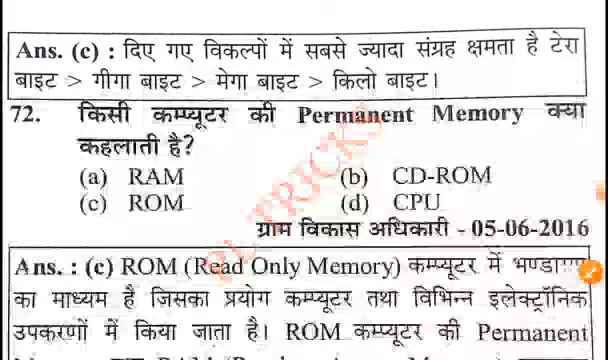 Ans. (c) : दिए गए विकल्पों में सबसे ज्यादा संग्रह क्षमता है टेरा
बाइट > गीगा बाइट > मेगा बाइट > किलो बाइट।
72. किसी कम्प्यूटर की Permanent Memory क्या
कहलाती है?
(a) RAM (b) CD-ROM
(c) ROM (d) CPU
ग्राम विकास अधिकारी - 05-06-2016
Ans. : (c) ROM (Read Only Memory) कम्प्यूटर में
का माध्यम है जिसका प्रयोग कम्प्यूटर तथा विभिन्न इलेक्ट्रॉनिक
उपकरणों में किया जाता है। ROM कम्प्यूटर की Permanent